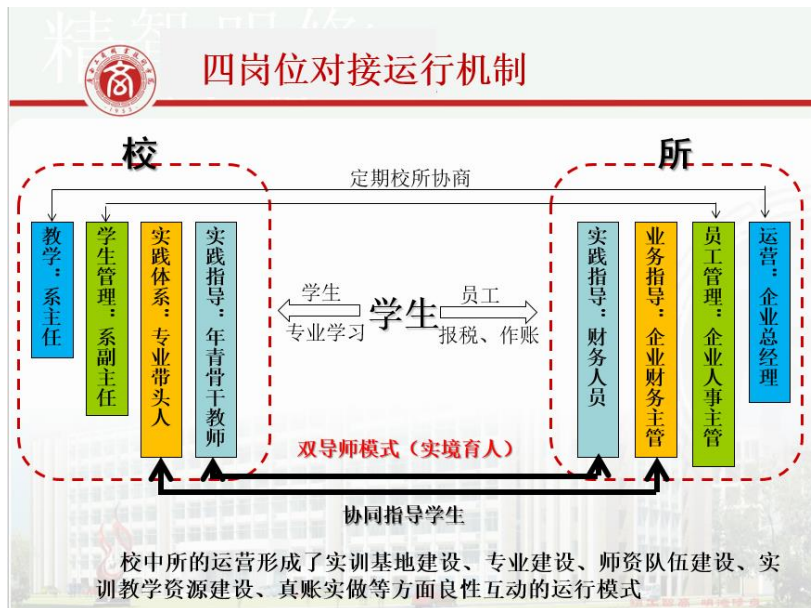 四岗位对接运行机制
校
所
定期校所协商
教学：系主任
学生管理：系副主任
实践体系：专业带头人
实践指导：年青骨干教师
学生
专业学习
学生
员工
报税、作账
实践指导：财务人员
业务指导：企业财务主管
员工管理：企业人事主管
运营：企业总经理
双导师模式（实境育人）
协同指导学生
校中所的运营形成了实训基地建设、专业建设、师资队伍建设、实
训教学资源建设、真账实做等方面良性互动的运行模式